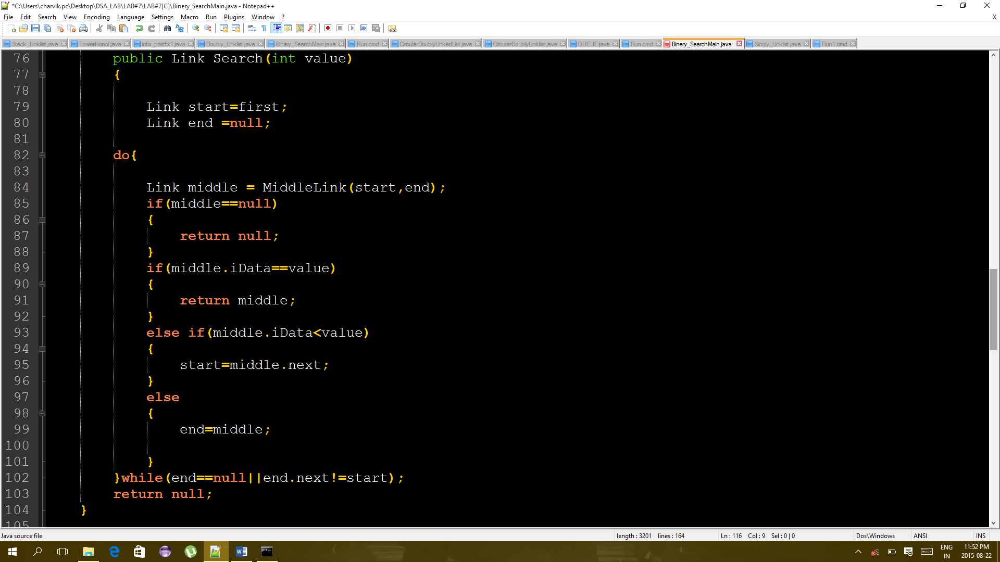 *C:\Users\charvik.pc\Desktop\DSA_LAB\LAB#7\LAB#7[C]\Binery_SearchMain.java - Notepad++
File Edit Search View Encoding Language Settings Macro Run Plugins Window ? X
Stack_Linklist.java TowerHonoi.java infix_postfix1.java Doubly_Linklist.java Binary_SearchMain.java Run.cmd CircularDoublyLinkedList.java CircularDoublyLinklist.java QUEUE.java Run.cmd Binery_SearchMain.java Singly_Linklist.java Run1.cmd
76 public Link Search(int value)
77 {
78
79 Link start=first;
80 Link end =null;
81
82 do{
83
84 Link middle = MiddleLink(start,end);
85 if(middle==null)
86 {
87 return null;
88 }
89 if(middle.iData==value)
90 {
91 return middle;
92 }
93 else if(middle.iData<value)
94 {
95 start=middle.next;
96 }
97 else
98 {
99 end=middle;
100
101 }
102 }while(end==null||end.next!=start);
103 return null;
104 }
105
Java source file length : 3201 lines : 164 Ln : 116 Col : 9 Sel : 0 | 0 Dos\Windows ANSI INS
ENG 11:52 PM
IN 2015-08-22